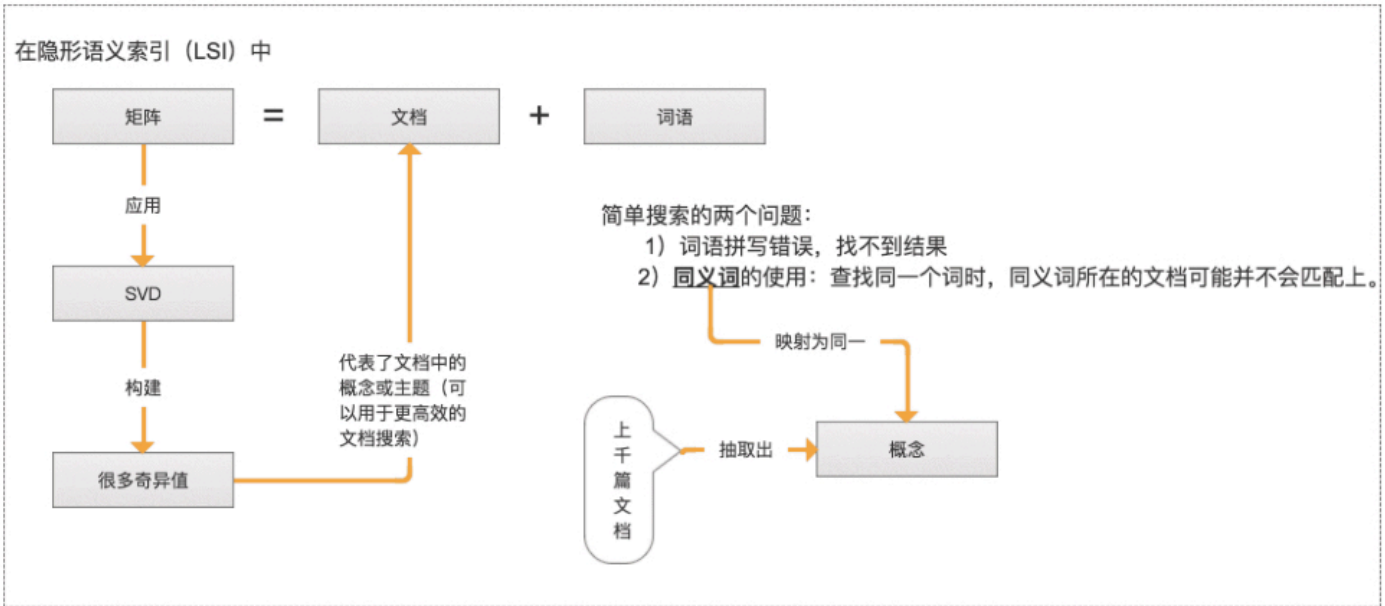 在隐形语义索引（LSI）中
矩阵 = 文档 + 词语
应用
SVD
构建
很多奇异值
代表了文档中的
概念或主题（可
以用于更高效的
文档搜索）
简单搜索的两个问题：
1）词语拼写错误，找不到结果
2）同义词的使用：查找同一个词时，同义词所在的文档可能并不会匹配上。
映射为同一
上
千
篇
文
档
抽取出
概念